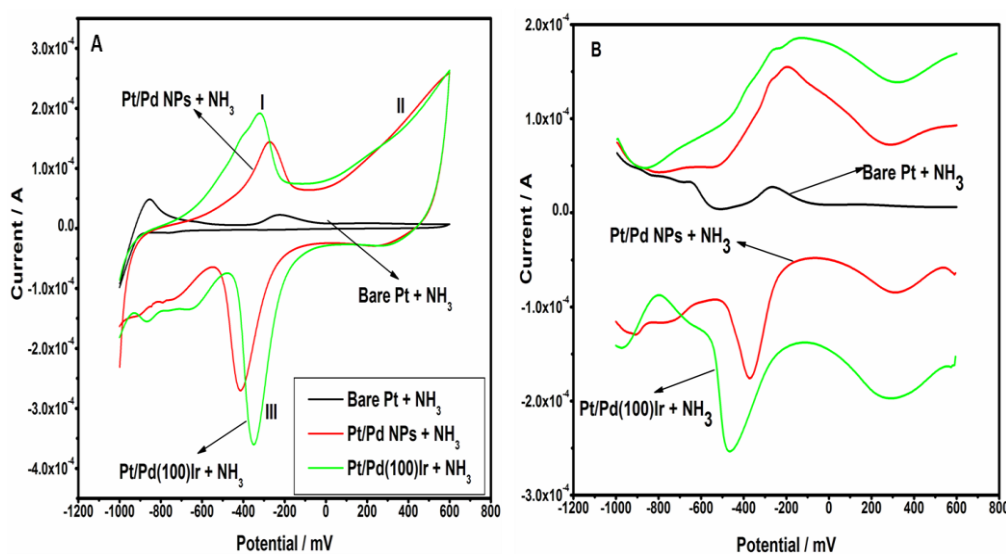 A
3.0x10⁻⁴
2.0x10⁻⁴
1.0x10⁻⁴
0.0
-1.0x10⁻⁴
-2.0x10⁻⁴
-3.0x10⁻⁴
-4.0x10⁻⁴
Current / A
Pt/Pd NPs + NH₃
I
II
Bare Pt + NH₃
III
Pt/Pd(100)Ir + NH₃
Bare Pt + NH₃
Pt/Pd NPs + NH₃
Pt/Pd(100)Ir + NH₃
-1200 -1000 -800 -600 -400 -200 0 200 400 600 800
Potential / mV
B
2.0x10⁻⁴
1.0x10⁻⁴
0.0
-1.0x10⁻⁴
-2.0x10⁻⁴
-3.0x10⁻⁴
Current / A
Bare Pt + NH₃
Pt/Pd NPs + NH₃
Pt/Pd(100)Ir + NH₃
-1200 -1000 -800 -600 -400 -200 0 200 400 600 800
Potential / mV